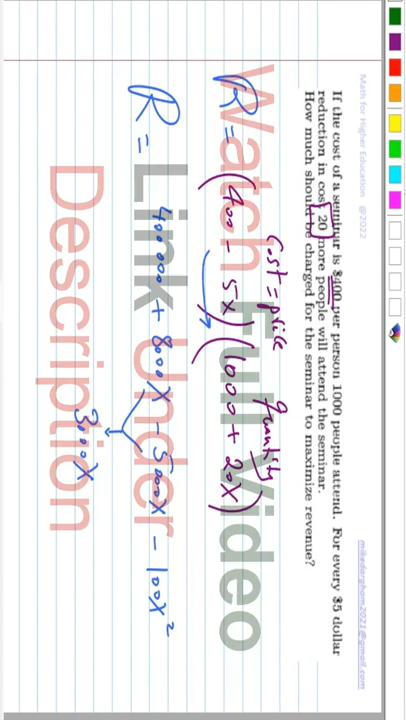 Math for Higher Education @2022 mikedargham2021@gmail.com
If the cost of a seminar is $400 per person 1000 people attend. For every $5 dollar
reduction in cost 20 more people will attend the seminar.
How much should be charged for the seminar to maximize revenue?
Cost = price quantity
R = (400 - 5x)(1000 + 20x)
R = 400000 + 8000x - 5000x - 100x²
3000x
Watch Full Video
Link Under
Description